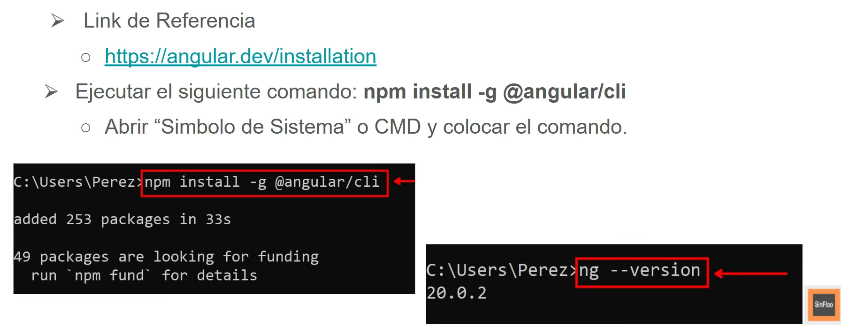 ➢ Link de Referencia
○ https://angular.dev/installation
➢ Ejecutar el siguiente comando: npm install -g @angular/cli
○ Abrir “Simbolo de Sistema” o CMD y colocar el comando.
C:\Users\Perez>npm install -g @angular/cli
added 253 packages in 33s
49 packages are looking for funding
run `npm fund` for details
C:\Users\Perez>ng --version
20.0.2
SinFloo